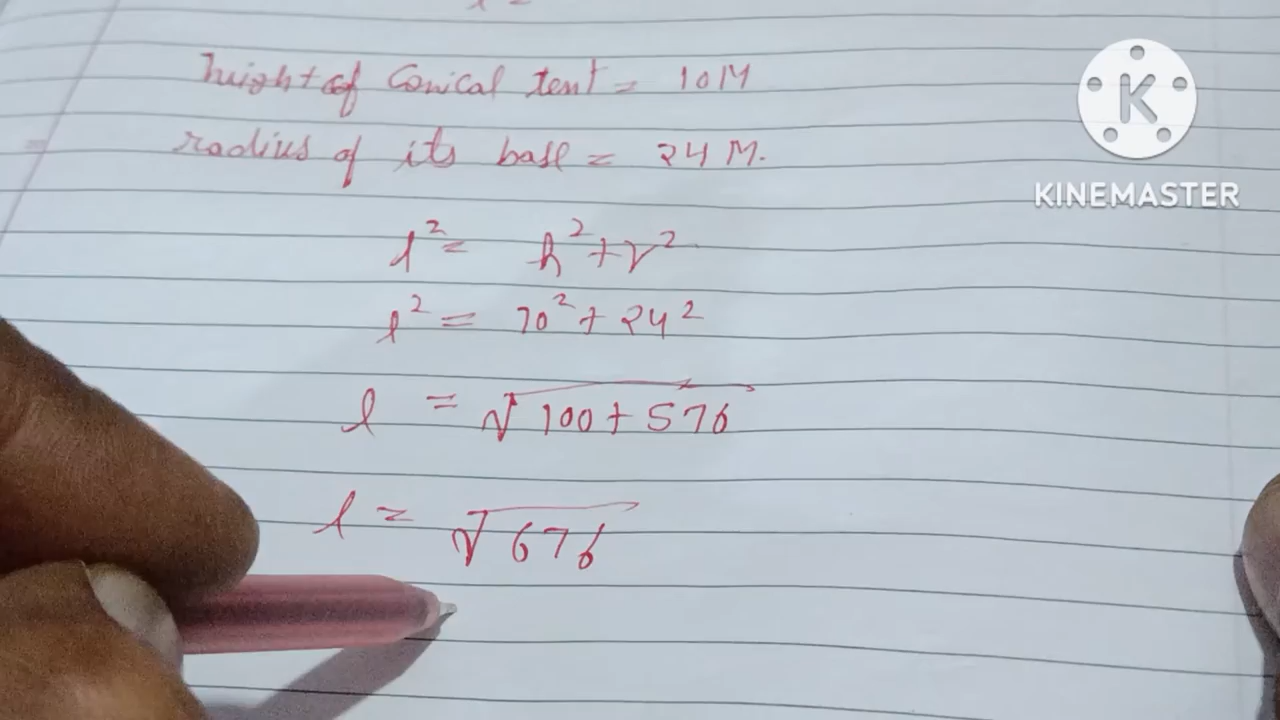 height of Conical tent = 10M
radius of its base = 24 M.
l² = h² + r²
l² = 10² + 24²
l = √100 + 576
l = √676
K
KINEMASTER